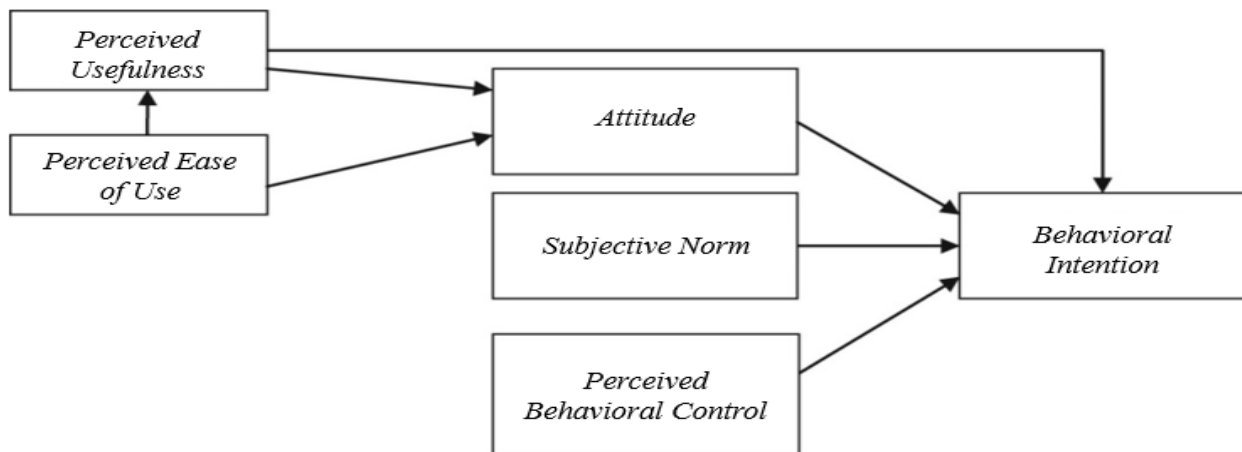 Perceived
Usefulness
Perceived Ease
of Use
Attitude
Subjective Norm
Perceived
Behavioral Control
Behavioral
Intention